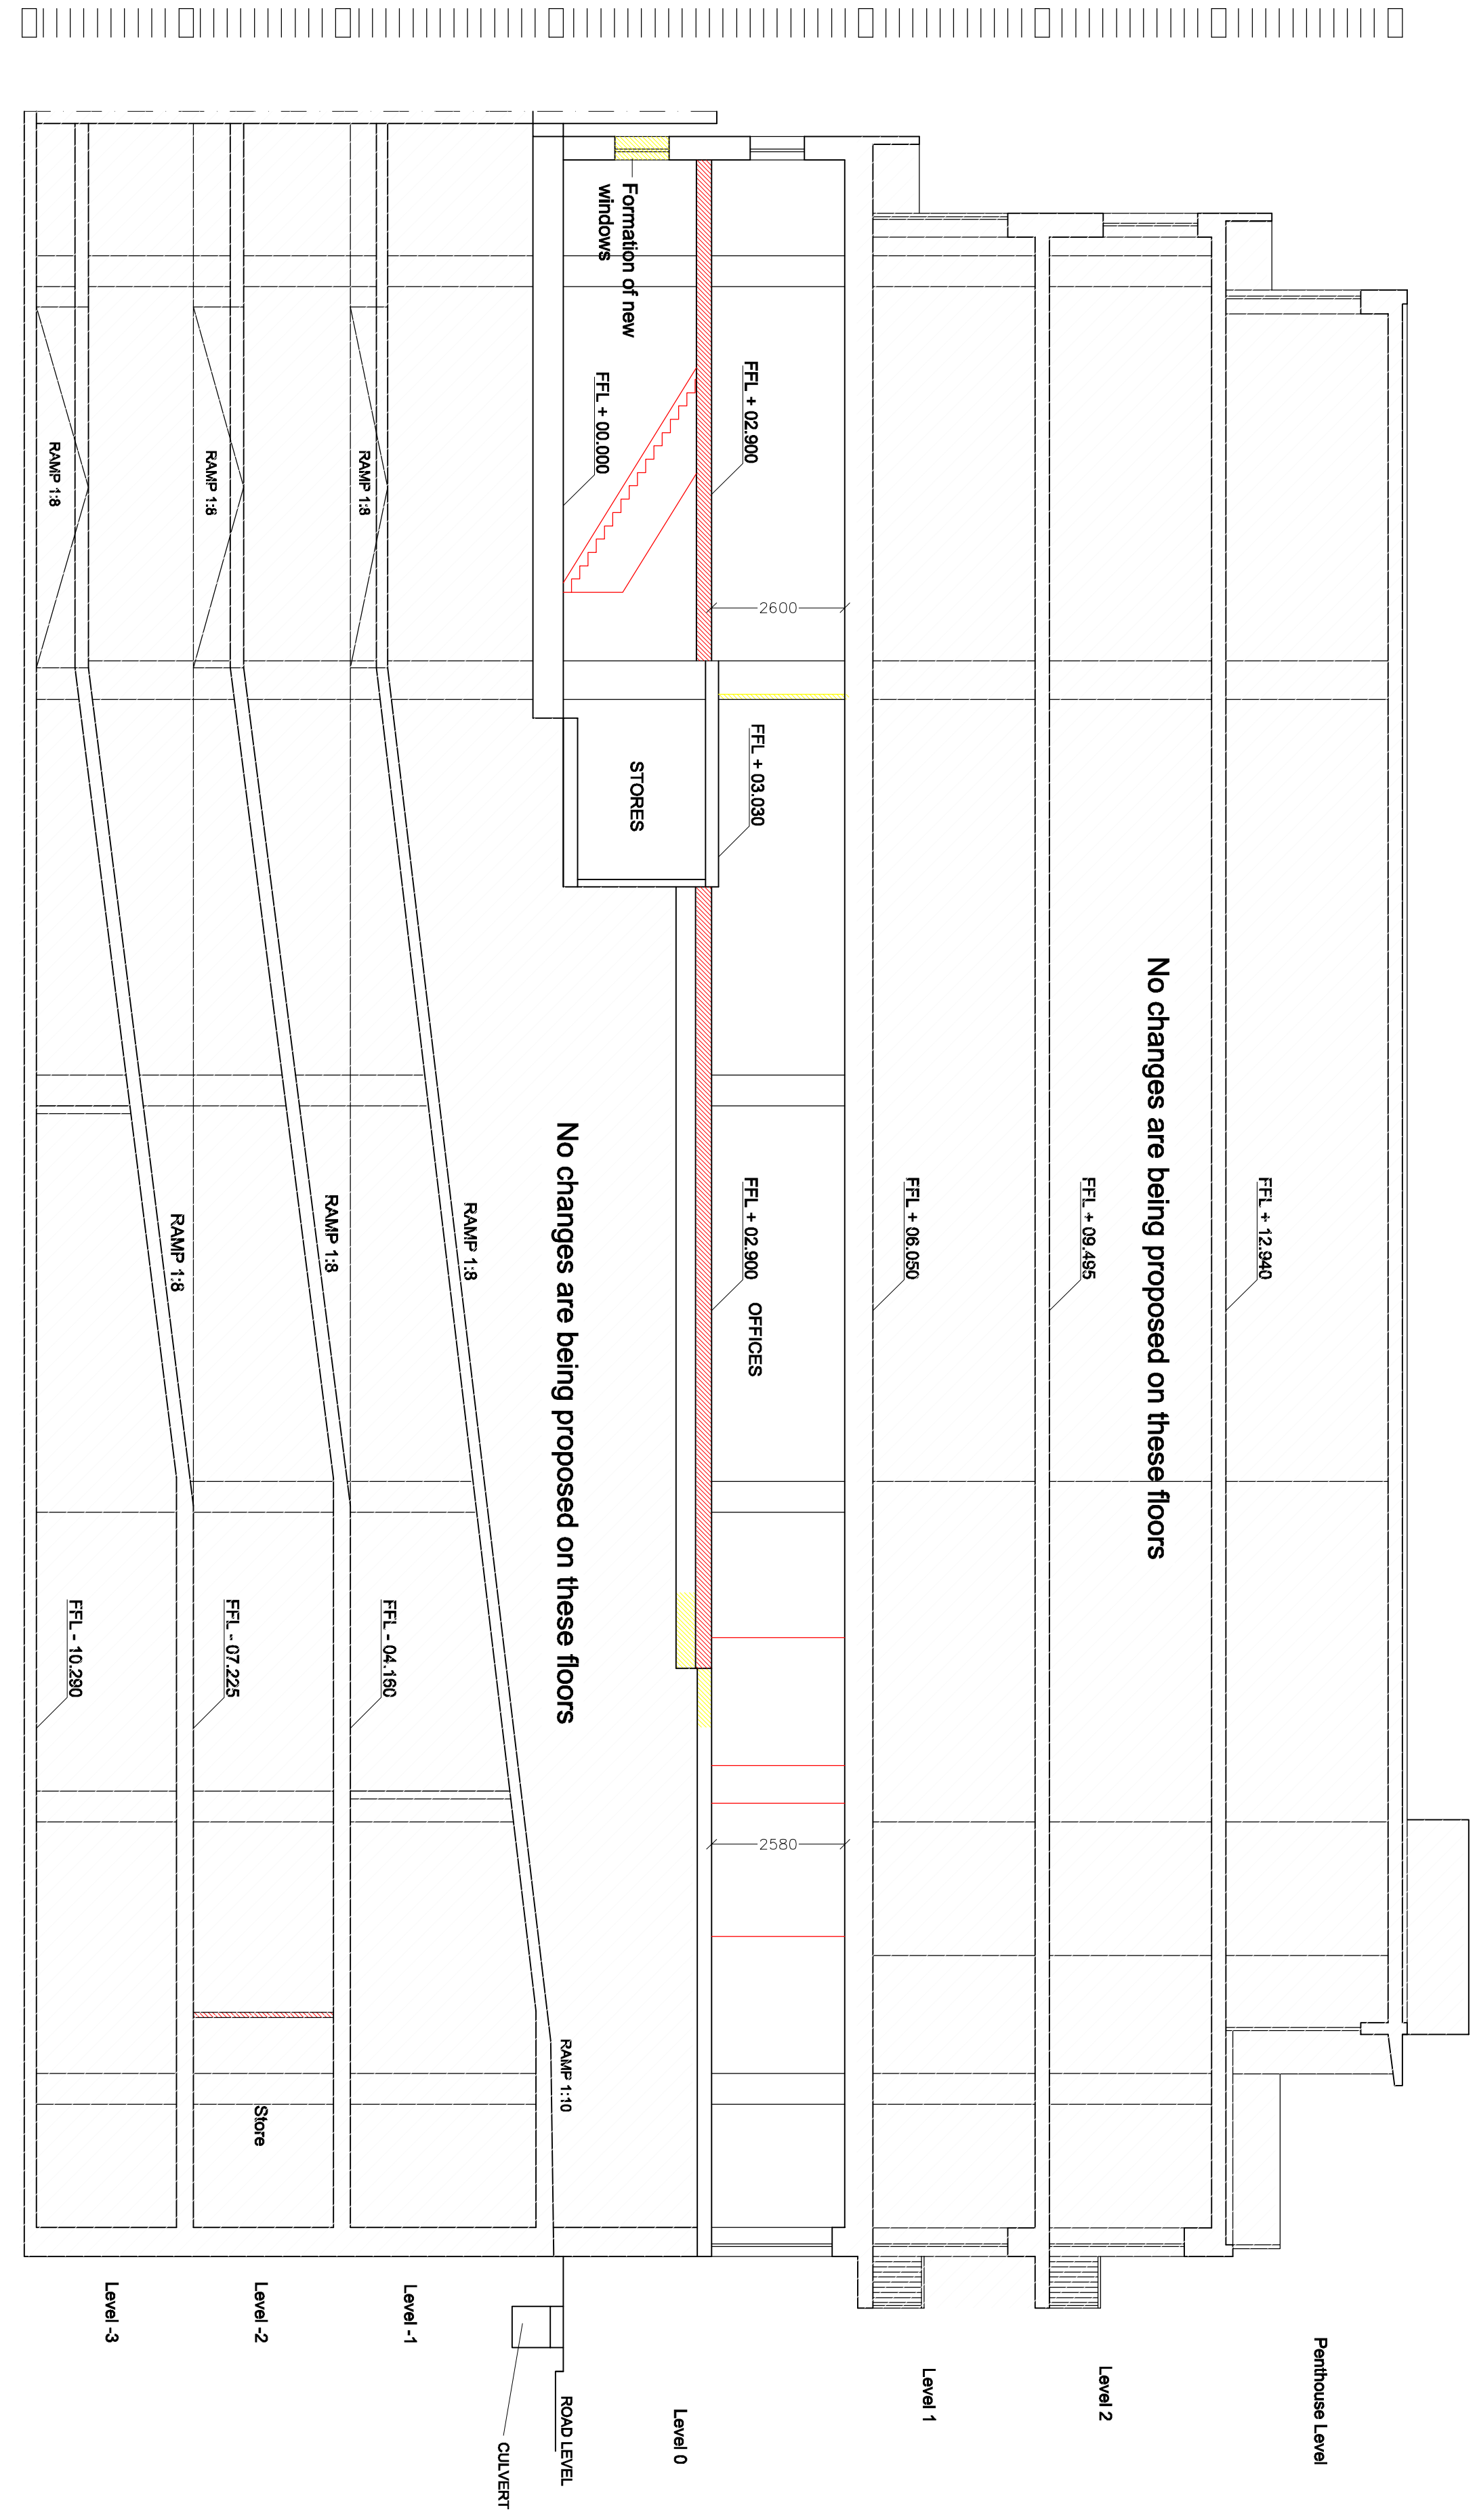 Penthouse Level
FFL + 12.940
No changes are being proposed on these floors
Level 2
FFL + 09.495
Level 1
FFL + 06.050
FFL + 02.900
2600
FFL + 03.030
FFL + 02.900
OFFICES
2580
Level 0
Formation of new
windows
STORES
FFL + 00.000
No changes are being proposed on these floors
RAMP 1:10
ROAD LEVEL
CULVERT
RAMP 1:8
RAMP 1:8
FFL - 04.160
Level -1
RAMP 1:8
RAMP 1:8
FFL - 07.225
Store
Level -2
RAMP 1:8
RAMP 1:8
FFL - 10.290
Level -3